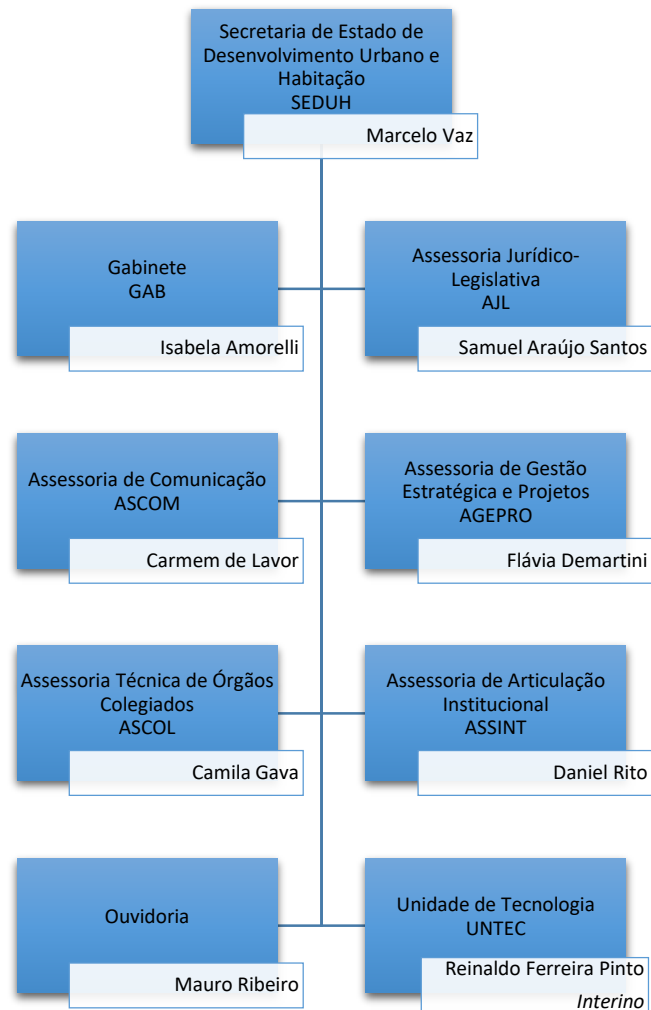 Secretaria de Estado de
Desenvolvimento Urbano e
Habitação
SEDUH
Marcelo Vaz
Gabinete
GAB
Isabela Amorelli
Assessoria Jurídico-
Legislativa
AJL
Samuel Araújo Santos
Assessoria de Comunicação
ASCOM
Carmem de Lavor
Assessoria de Gestão
Estratégica e Projetos
AGEPRO
Flávia Demartini
Assessoria Técnica de Órgãos
Colegiados
ASCOL
Camila Gava
Assessoria de Articulação
Institucional
ASSINT
Daniel Rito
Ouvidoria
Mauro Ribeiro
Unidade de Tecnologia
UNTEC
Reinaldo Ferreira Pinto
Interino